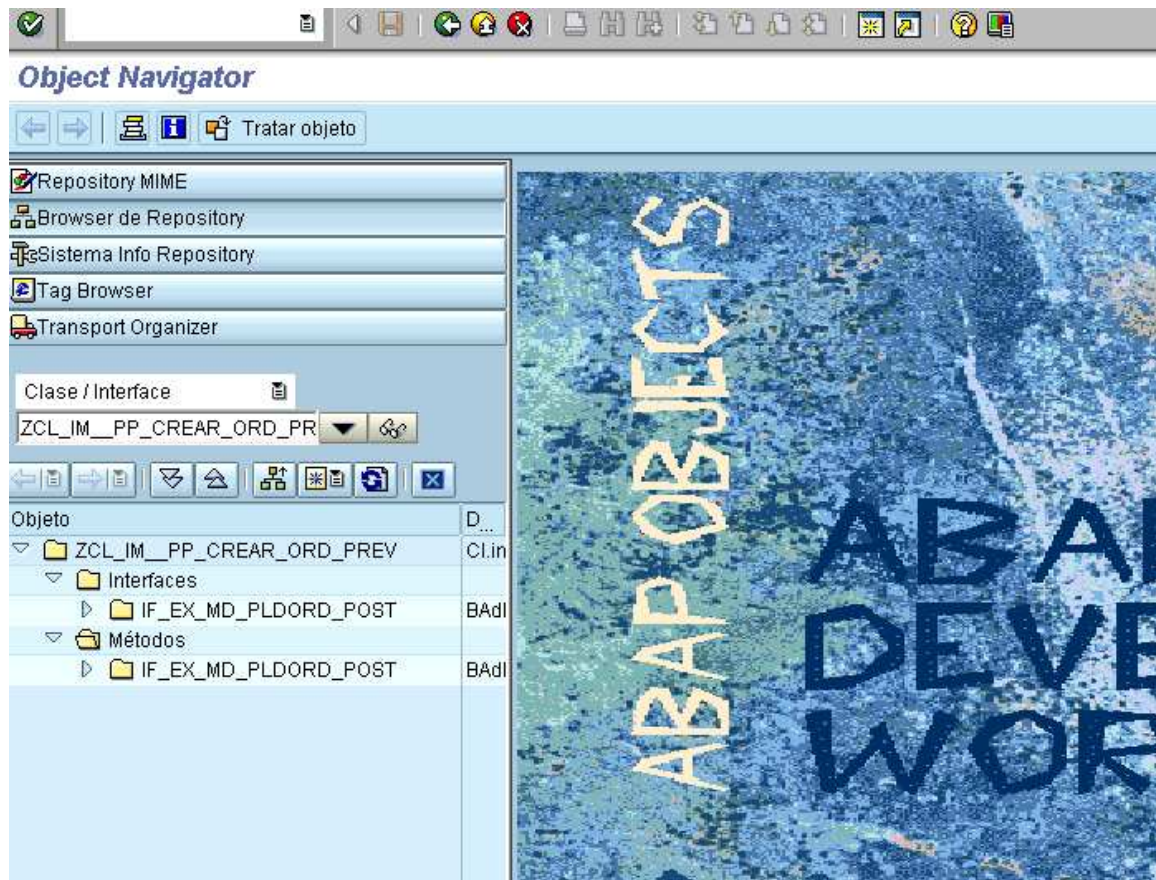 Object Navigator
Tratar objeto
Repository MIME
Browser de Repository
Sistema Info Repository
Tag Browser
Transport Organizer
Clase / Interface
ZCL_IM__PP_CREAR_ORD_PR
Objeto D...
ZCL_IM__PP_CREAR_ORD_PREV Cl.in
Interfaces
IF_EX_MD_PLDORD_POST BAdI
Métodos
IF_EX_MD_PLDORD_POST BAdI
ABAP OBJECTS
ABA
DEVE
WOR